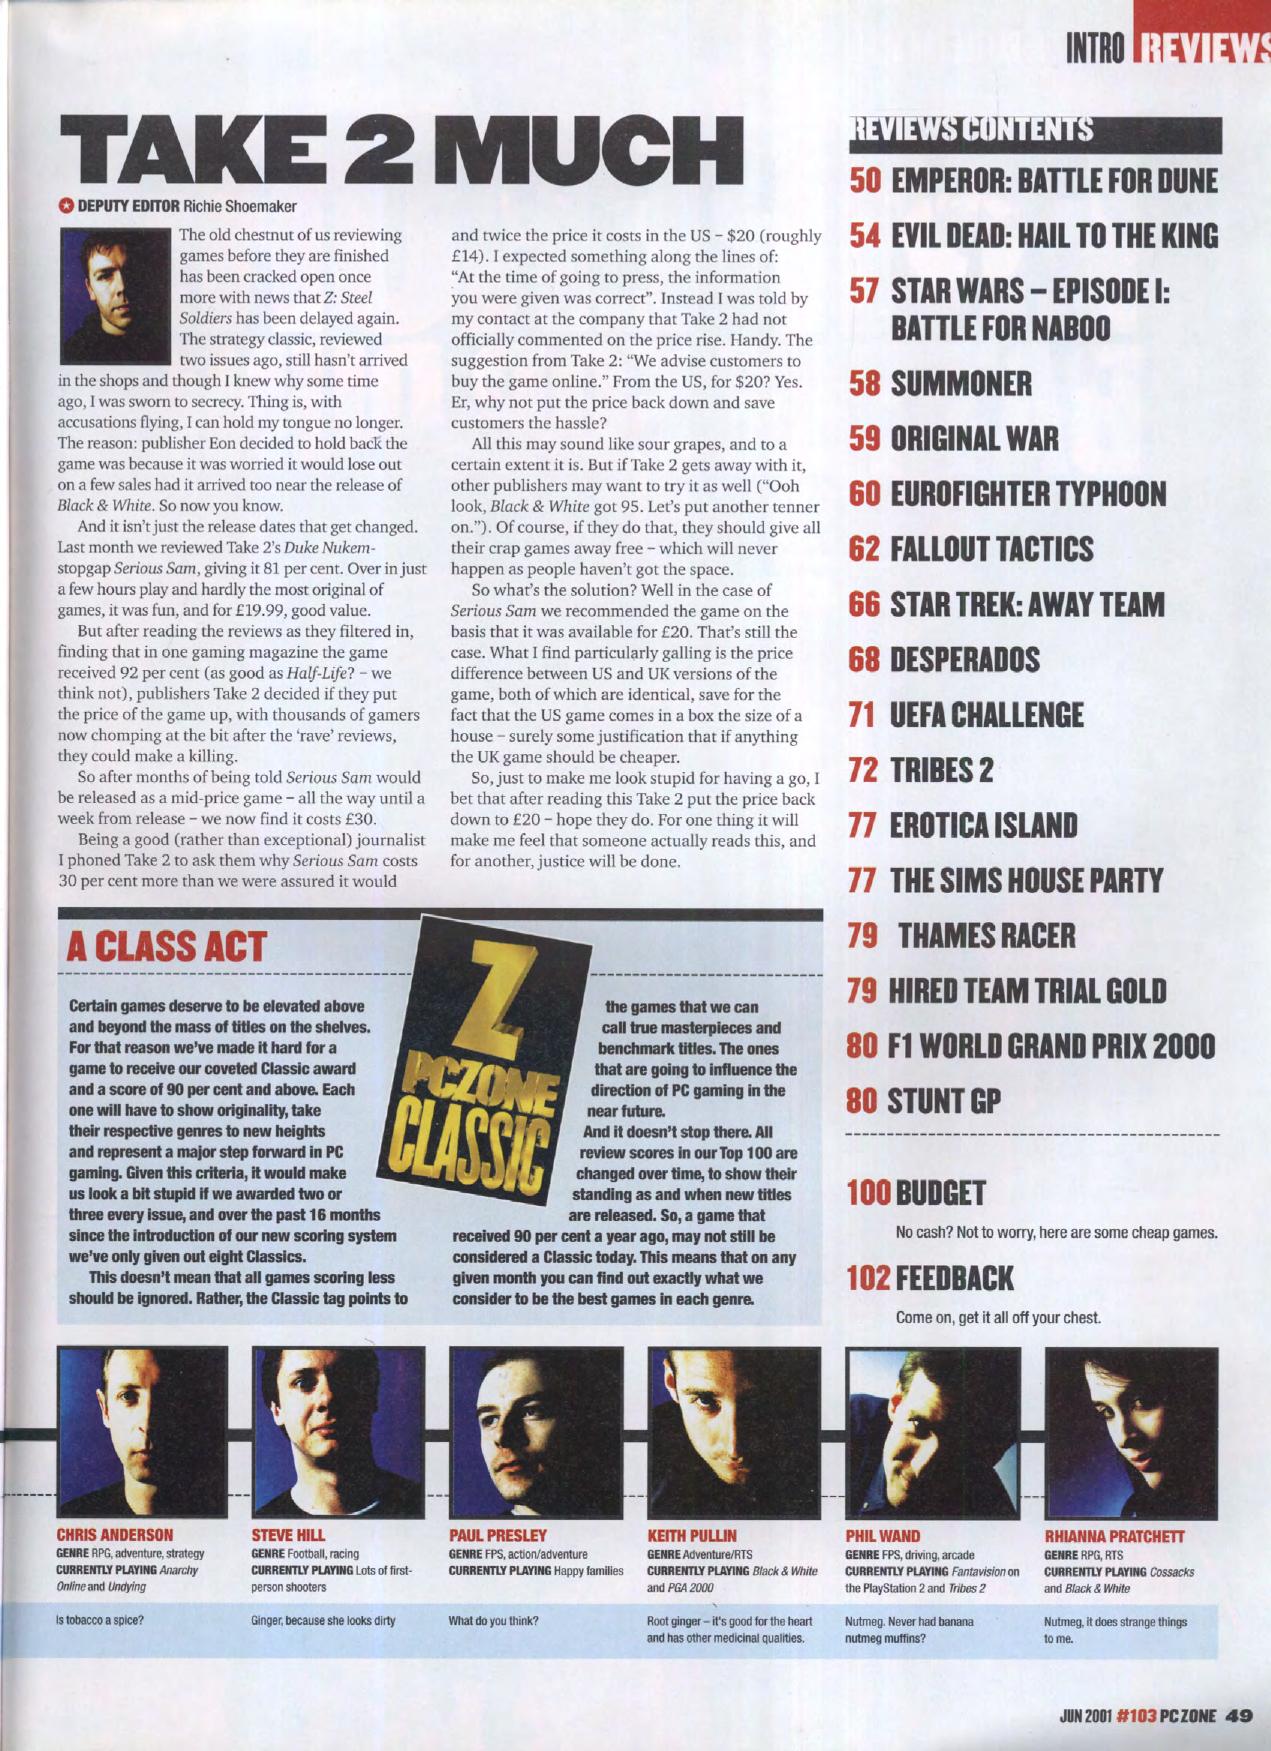 INTRO REVIEWS
TAKE 2 MUCH
DEPUTY EDITOR Richie Shoemaker
The old chestnut of us reviewing
games before they are finished
has been cracked open once
more with news that Z: Steel
Soldiers has been delayed again.
The strategy classic, reviewed
two issues ago, still hasn't arrived
in the shops and though I knew why some time
ago, I was sworn to secrecy. Thing is, with
accusations flying, I can hold my tongue no longer.
The reason: publisher Eon decided to hold back the
game was because it was worried it would lose out
on a few sales had it arrived too near the release of
Black & White. So now you know.
And it isn't just the release dates that get changed.
Last month we reviewed Take 2's Duke Nukem-
stopgap Serious Sam, giving it 81 per cent. Over in just
a few hours play and hardly the most original of
games, it was fun, and for £19.99, good value.
But after reading the reviews as they filtered in,
finding that in one gaming magazine the game
received 92 per cent (as good as Half-Life? – we
think not), publishers Take 2 decided if they put
the price of the game up, with thousands of gamers
now chomping at the bit after the 'rave' reviews,
they could make a killing.
So after months of being told Serious Sam would
be released as a mid-price game – all the way until a
week from release – we now find it costs £30.
Being a good (rather than exceptional) journalist
I phoned Take 2 to ask them why Serious Sam costs
30 per cent more than we were assured it would
and twice the price it costs in the US – $20 (roughly
£14). I expected something along the lines of:
"At the time of going to press, the information
you were given was correct". Instead I was told by
my contact at the company that Take 2 had not
officially commented on the price rise. Handy. The
suggestion from Take 2: "We advise customers to
buy the game online." From the US, for $20? Yes.
Er, why not put the price back down and save
customers the hassle?
All this may sound like sour grapes, and to a
certain extent it is. But if Take 2 gets away with it,
other publishers may want to try it as well ("Ooh
look, Black & White got 95. Let's put another tenner
on."). Of course, if they do that, they should give all
their crap games away free – which will never
happen as people haven't got the space.
So what's the solution? Well in the case of
Serious Sam we recommended the game on the
basis that it was available for £20. That's still the
case. What I find particularly galling is the price
difference between US and UK versions of the
game, both of which are identical, save for the
fact that the US game comes in a box the size of a
house – surely some justification that if anything
the UK game should be cheaper.
So, just to make me look stupid for having a go, I
bet that after reading this Take 2 put the price back
down to £20 – hope they do. For one thing it will
make me feel that someone actually reads this, and
for another, justice will be done.
REVIEWS CONTENTS
50 EMPEROR: BATTLE FOR DUNE
54 EVIL DEAD: HAIL TO THE KING
57 STAR WARS – EPISODE I:
BATTLE FOR NABOO
58 SUMMONER
59 ORIGINAL WAR
60 EUROFIGHTER TYPHOON
62 FALLOUT TACTICS
66 STAR TREK: AWAY TEAM
68 DESPERADOS
71 UEFA CHALLENGE
72 TRIBES 2
77 EROTICA ISLAND
77 THE SIMS HOUSE PARTY
79 THAMES RACER
79 HIRED TEAM TRIAL GOLD
80 F1 WORLD GRAND PRIX 2000
80 STUNT GP
100 BUDGET
No cash? Not to worry, here are some cheap games.
102 FEEDBACK
Come on, get it all off your chest.
A CLASS ACT
Certain games deserve to be elevated above
and beyond the mass of titles on the shelves.
For that reason we've made it hard for a
game to receive our coveted Classic award
and a score of 90 per cent and above. Each
one will have to show originality, take
their respective genres to new heights
and represent a major step forward in PC
gaming. Given this criteria, it would make
us look a bit stupid if we awarded two or
three every issue, and over the past 16 months
since the introduction of our new scoring system
we've only given out eight Classics.
This doesn't mean that all games scoring less
should be ignored. Rather, the Classic tag points to
Z
PCZONE
CLASSIC
the games that we can
call true masterpieces and
benchmark titles. The ones
that are going to influence the
direction of PC gaming in the
near future.
And it doesn't stop there. All
review scores in our Top 100 are
changed over time, to show their
standing as and when new titles
are released. So, a game that
received 90 per cent a year ago, may not still be
considered a Classic today. This means that on any
given month you can find out exactly what we
consider to be the best games in each genre.
CHRIS ANDERSON
GENRE RPG, adventure, strategy
CURRENTLY PLAYING Anarchy
Online and Undying
Is tobacco a spice?
STEVE HILL
GENRE Football, racing
CURRENTLY PLAYING Lots of first-
person shooters
Ginger, because she looks dirty
PAUL PRESLEY
GENRE FPS, action/adventure
CURRENTLY PLAYING Happy families
What do you think?
KEITH PULLIN
GENRE Adventure/RTS
CURRENTLY PLAYING Black & White
and PGA 2000
Root ginger – it's good for the heart
and has other medicinal qualities.
PHIL WAND
GENRE FPS, driving, arcade
CURRENTLY PLAYING Fantavision on
the PlayStation 2 and Tribes 2
Nutmeg. Never had banana
nutmeg muffins?
RHIANNA PRATCHETT
GENRE RPG, RTS
CURRENTLY PLAYING Cossacks
and Black & White
Nutmeg, it does strange things
to me.
JUN 2001 #103 PC ZONE 49